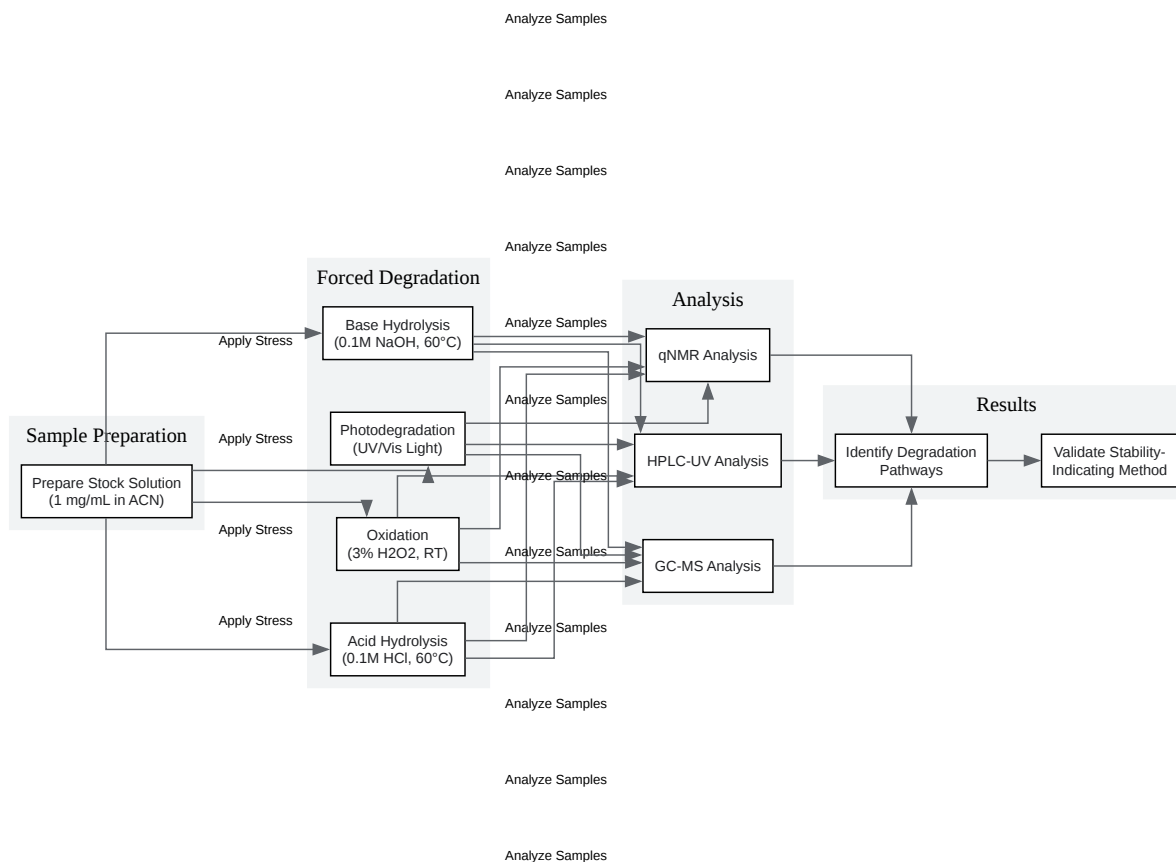 Analyze Samples
Analyze Samples
Analyze Samples
Analyze Samples
Sample Preparation
Prepare Stock Solution
(1 mg/mL in ACN)
Apply Stress
Apply Stress
Apply Stress
Apply Stress
Forced Degradation
Base Hydrolysis
(0.1M NaOH, 60°C)
Photodegradation
(UV/Vis Light)
Oxidation
(3% H2O2, RT)
Acid Hydrolysis
(0.1M HCl, 60°C)
Analyze Samples
Analyze Samples
Analyze Samples
Analyze Samples
Analyze Samples
Analysis
qNMR Analysis
HPLC-UV Analysis
GC-MS Analysis
Results
Identify Degradation
Pathways
Validate Stability-
Indicating Method
Analyze Samples
Analyze Samples
Analyze Samples